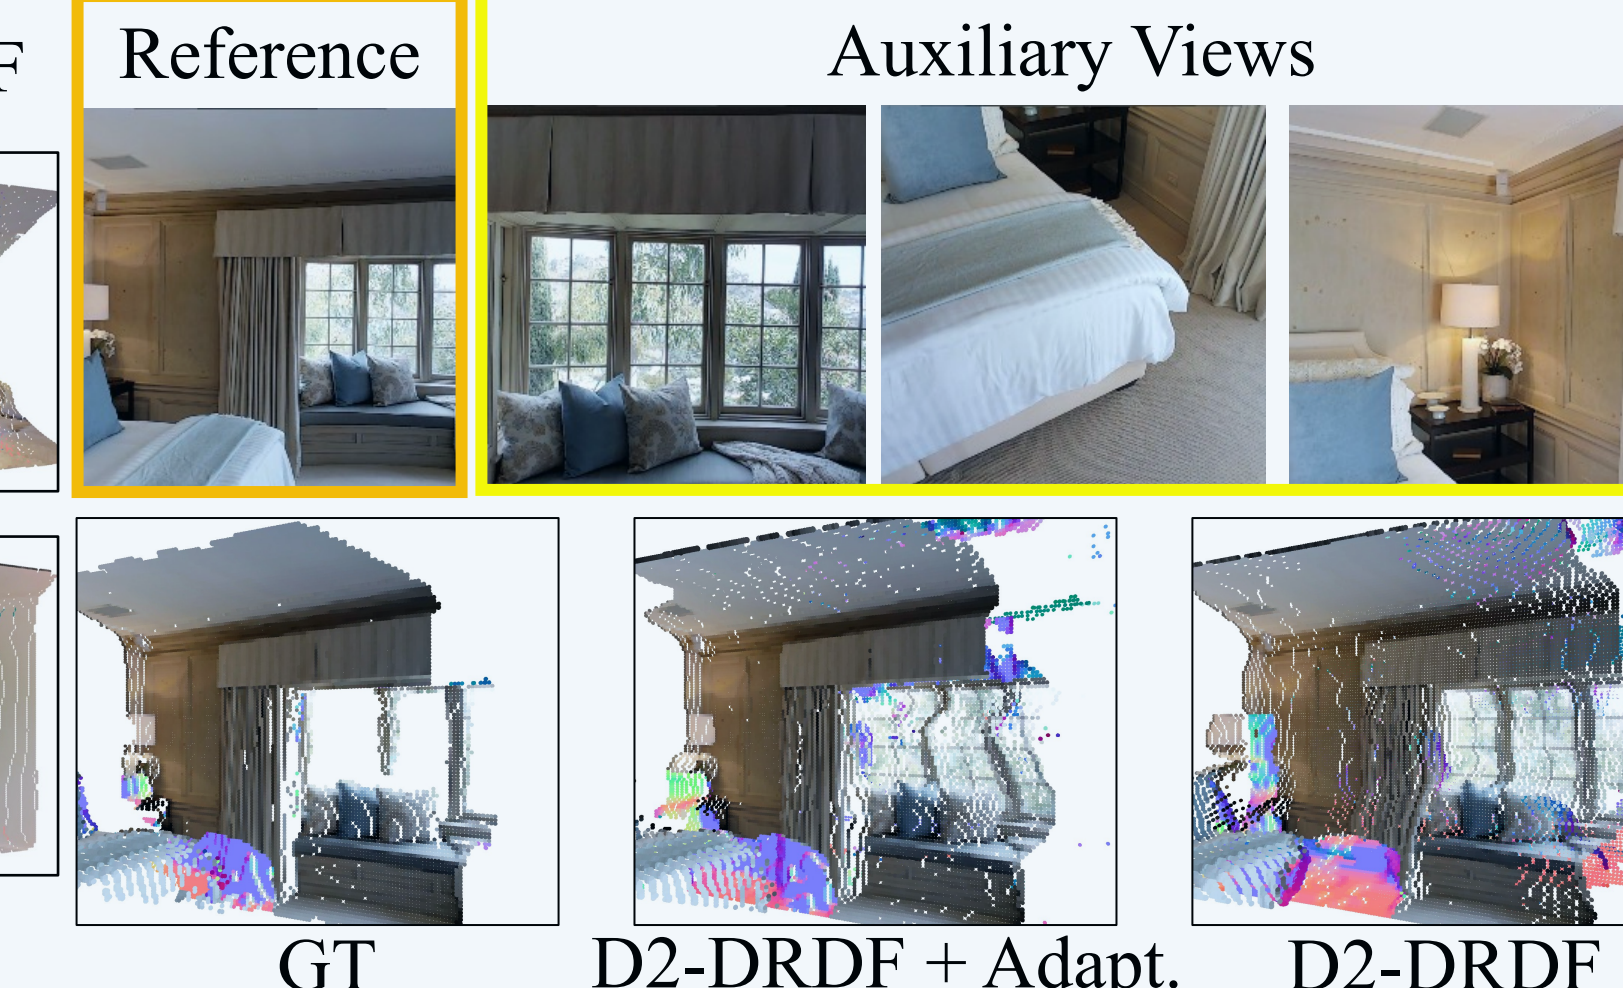 F
Reference
Auxiliary Views
GT
D2-DRDF + Adapt.
D2-DRDF